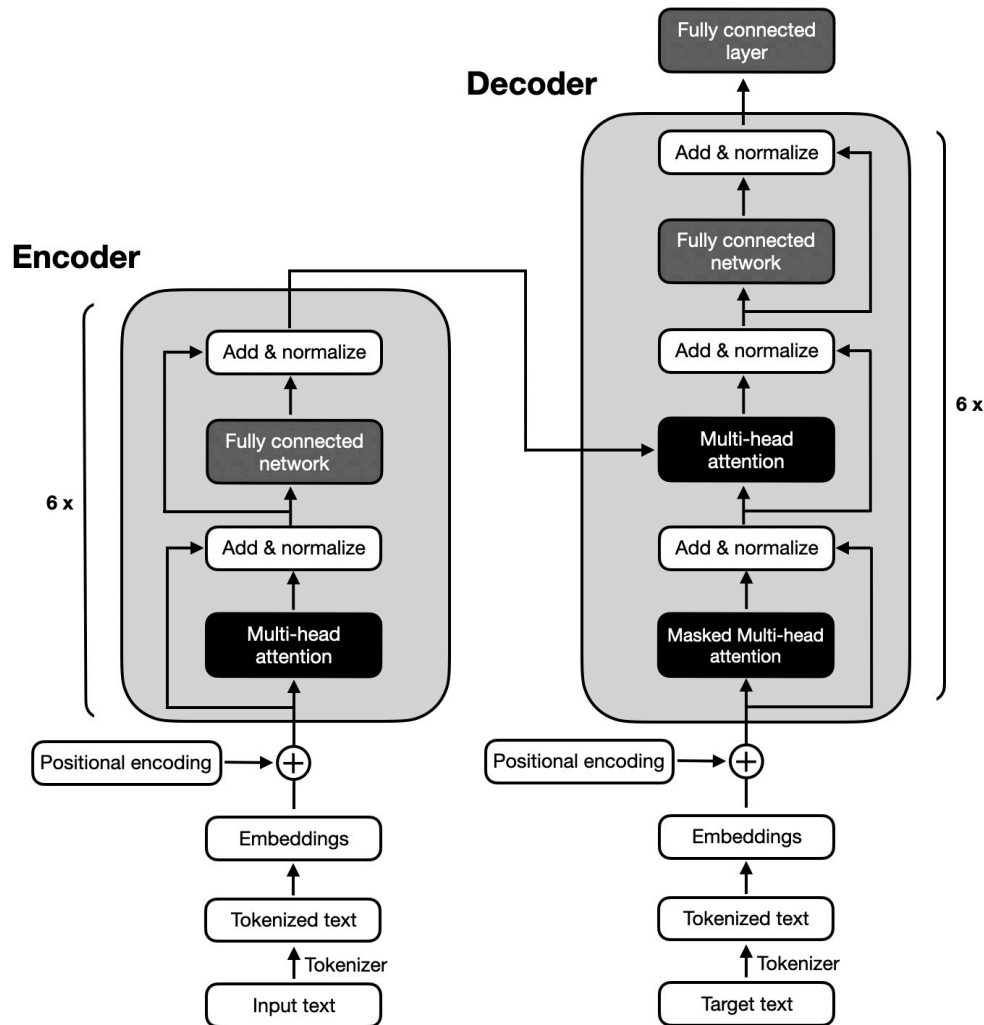 Encoder
6 x
Add & normalize
Fully connected
network
Add & normalize
Multi-head
attention
Positional encoding
+
Embeddings
Tokenized text
Tokenizer
Input text
Decoder
Fully connected
layer
6 x
Add & normalize
Fully connected
network
Add & normalize
Multi-head
attention
Add & normalize
Masked Multi-head
attention
Positional encoding
+
Embeddings
Tokenized text
Tokenizer
Target text